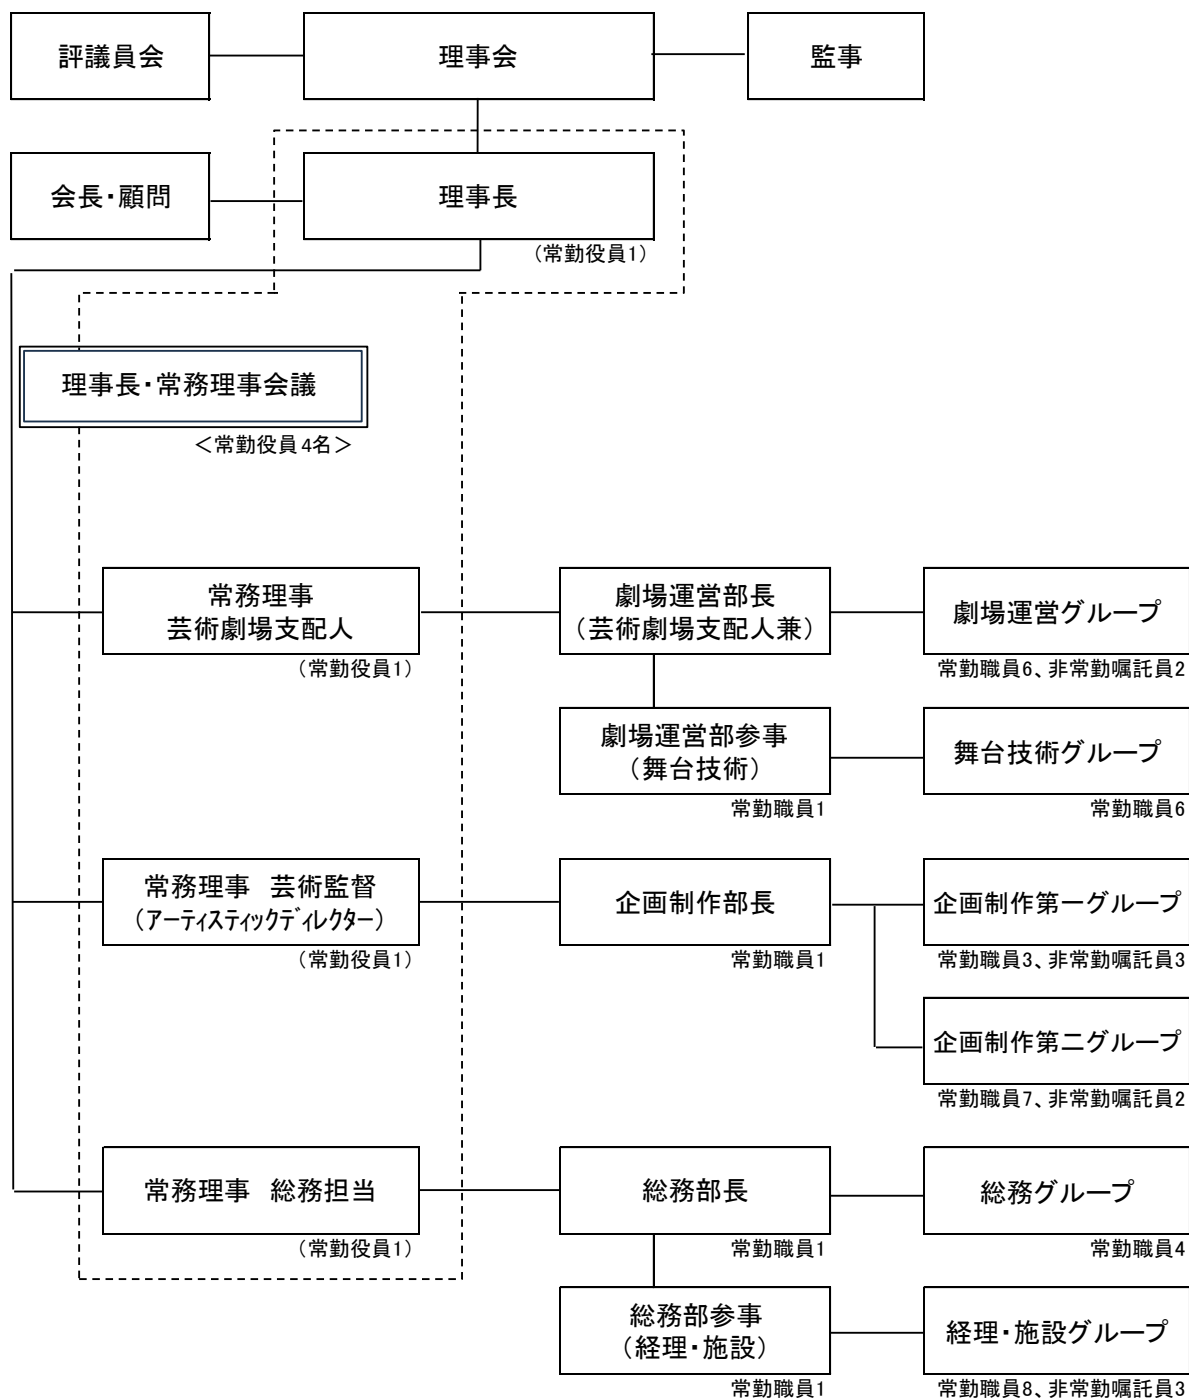 評議員会
理事会
監事
会長・顧問
理事長
(常勤役員1)
理事長・常務理事会議
＜常勤役員4名＞
常務理事
芸術劇場支配人
(常勤役員1)
劇場運営部長
(芸術劇場支配人兼)
劇場運営グループ
常勤職員6、非常勤嘱託員2
劇場運営部参事
(舞台技術)
常勤職員1
舞台技術グループ
常勤職員6
常務理事　芸術監督
(ｱｰﾃｨｽﾃｨｯｸﾃﾞｨﾚｸﾀｰ)
(常勤役員1)
企画制作部長
常勤職員1
企画制作第一グループ
常勤職員3、非常勤嘱託員3
企画制作第二グループ
常勤職員7、非常勤嘱託員2
常務理事　総務担当
(常勤役員1)
総務部長
常勤職員1
総務グループ
常勤職員4
総務部参事
(経理・施設)
常勤職員1
経理・施設グループ
常勤職員8、非常勤嘱託員3